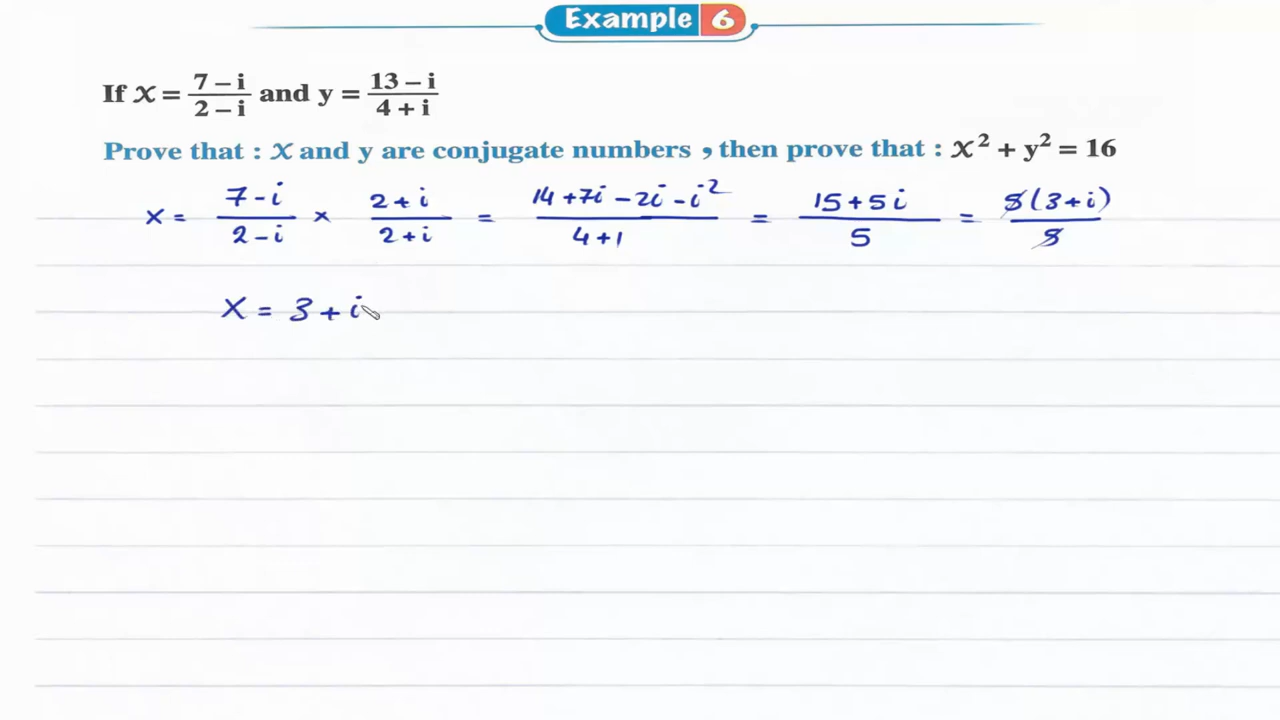 Example 6
If x = (7 – i)/(2 – i) and y = (13 – i)/(4 + i)
Prove that : x and y are conjugate numbers , then prove that : x² + y² = 16
x = (7 - i)/(2 - i) × (2 + i)/(2 + i) = (14 + 7i - 2i - i²)/(4 + 1) = (15 + 5i)/5 = 5(3 + i)/5
x = 3 + i